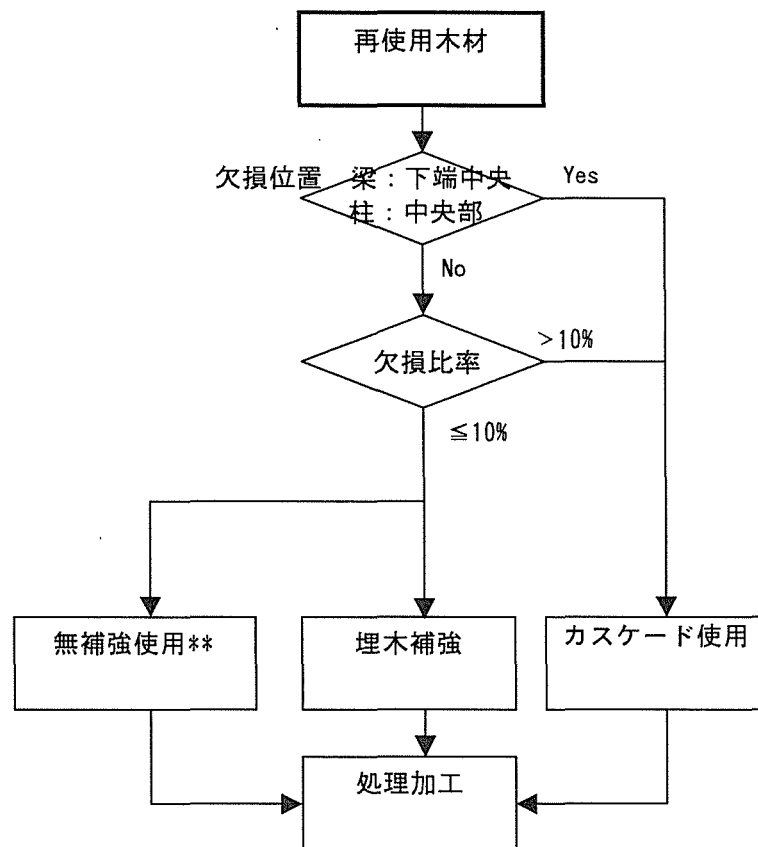 再使用木材
欠損位置 梁：下端中央
柱：中央部
Yes
No
欠損比率
>10%
≦10%
無補強使用**
埋木補強
カスケード使用
処理加工